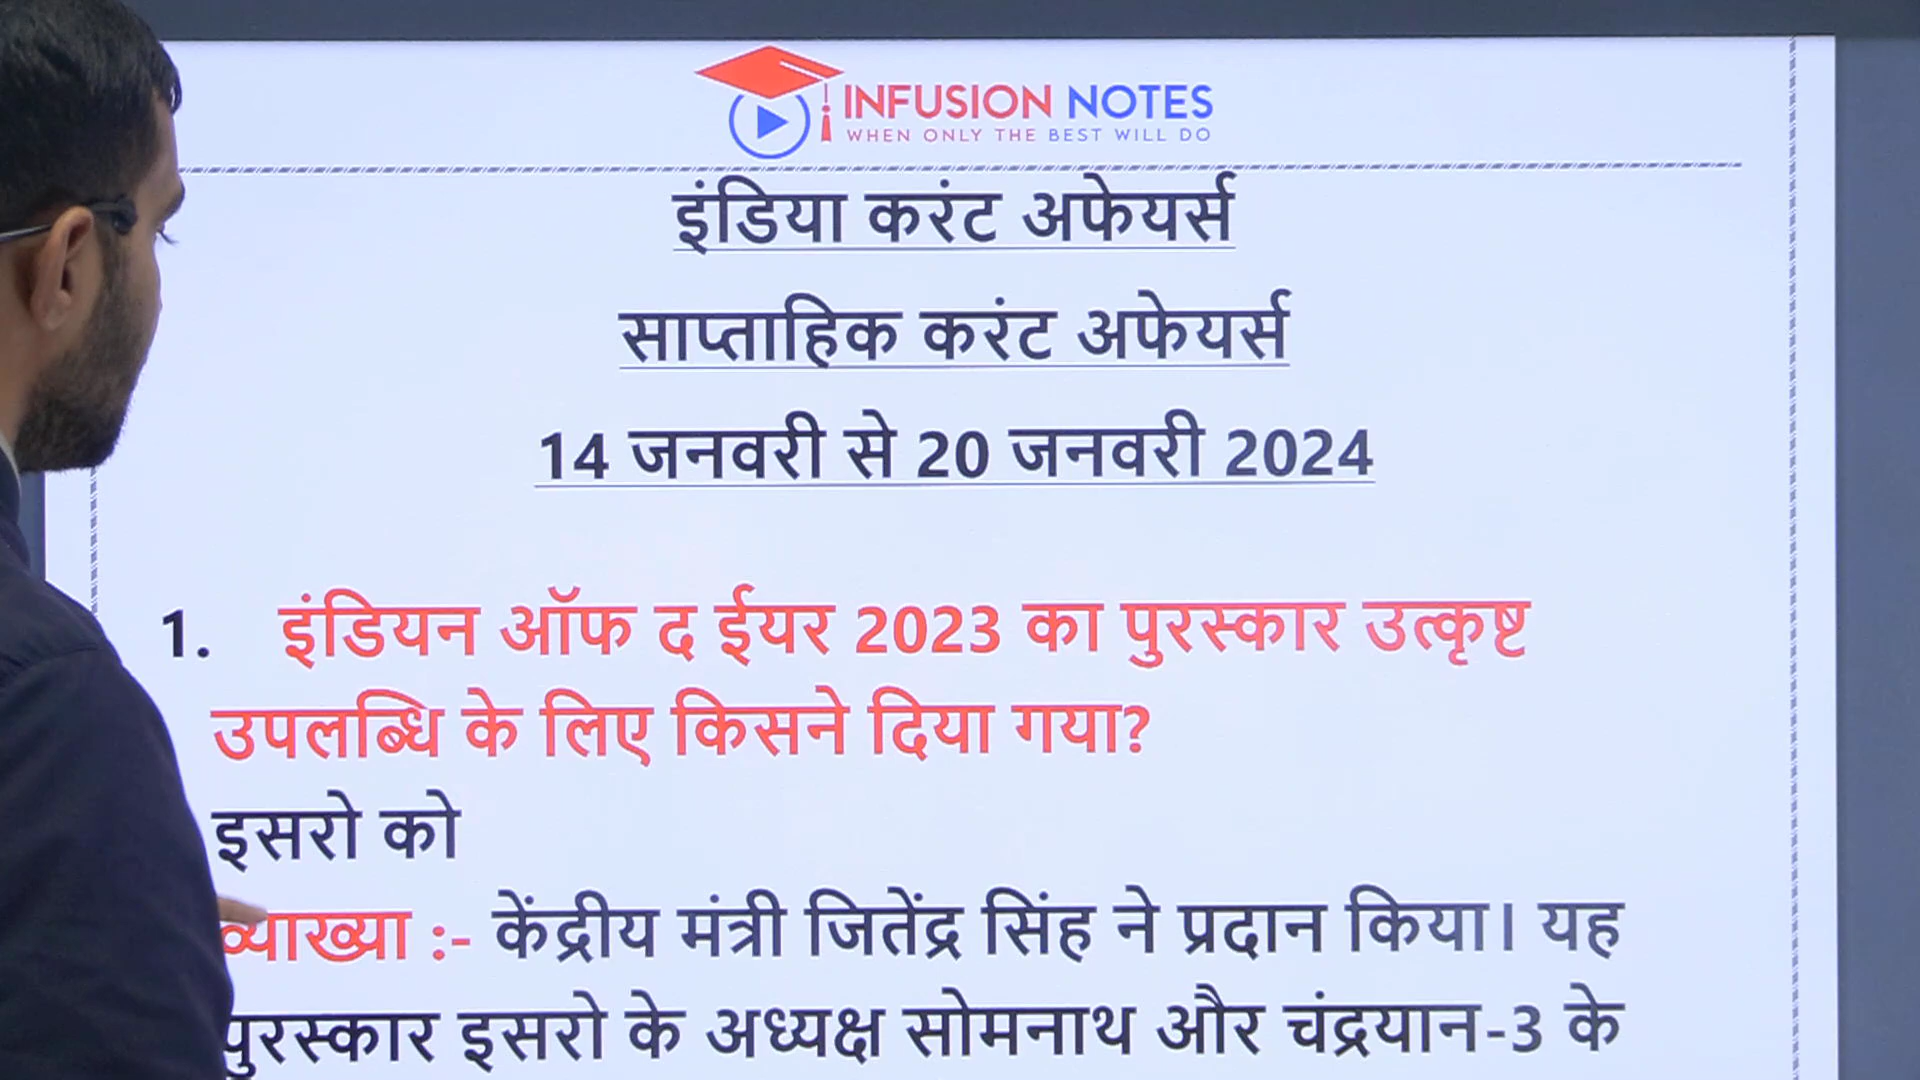 INFUSION NOTES
WHEN ONLY THE BEST WILL DO
इंडिया करंट अफेयर्स
साप्ताहिक करंट अफेयर्स
14 जनवरी से 20 जनवरी 2024
1. इंडियन ऑफ द ईयर 2023 का पुरस्कार उत्कृष्ट
उपलब्धि के लिए किसने दिया गया?
इसरो को
व्याख्या :- केंद्रीय मंत्री जितेंद्र सिंह ने प्रदान किया। यह
पुरस्कार इसरो के अध्यक्ष सोमनाथ और चंद्रयान-3 के